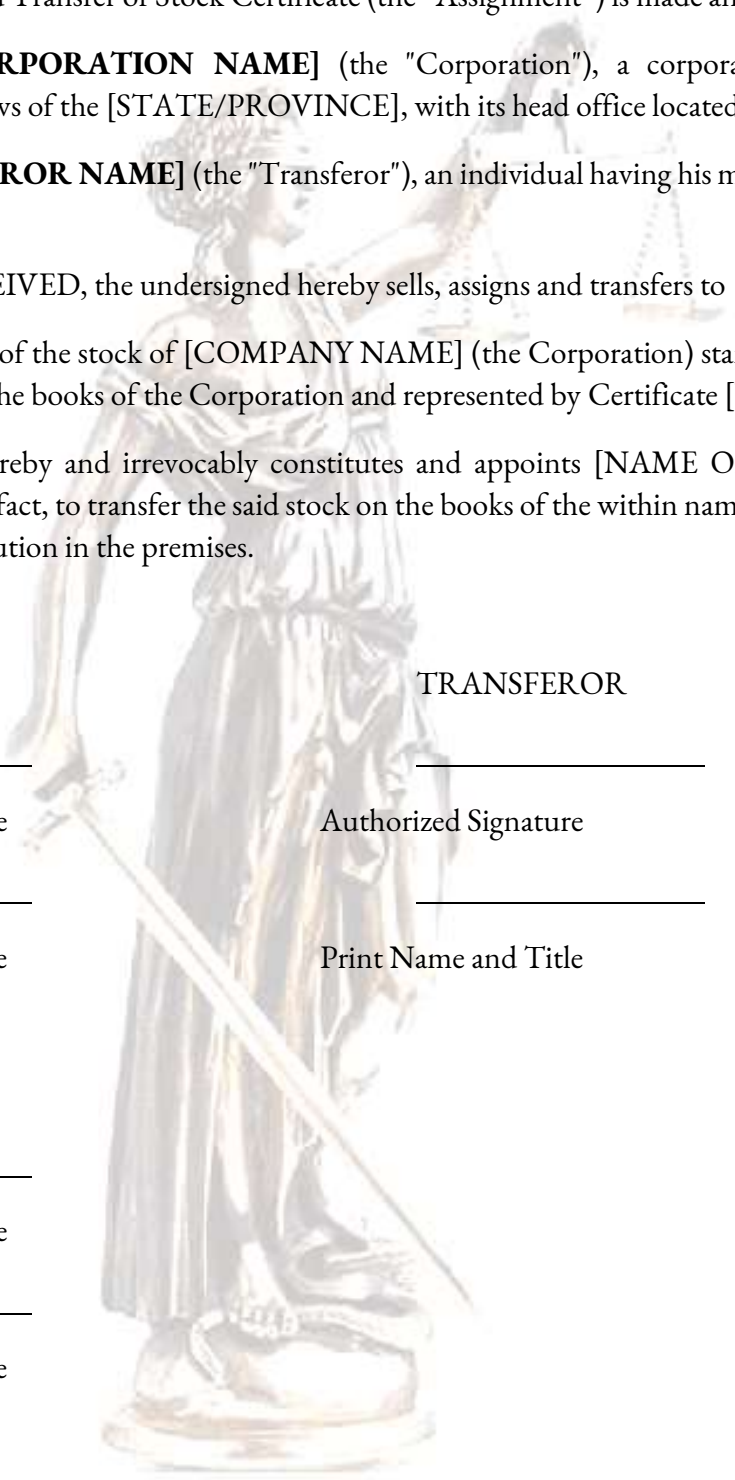 Transfer of Stock Certificate (the "Assignment") is made an
RPORATION NAME] (the "Corporation"), a corpora
ws of the [STATE/PROVINCE], with its head office located
ROR NAME] (the "Transferor"), an individual having his m
EIVED, the undersigned hereby sells, assigns and transfers to
of the stock of [COMPANY NAME] (the Corporation) sta
he books of the Corporation and represented by Certificate [
reby and irrevocably constitutes and appoints [NAME O
fact, to transfer the said stock on the books of the within nam
ution in the premises.
TRANSFEROR
e Authorized Signature
e Print Name and Title
e
e